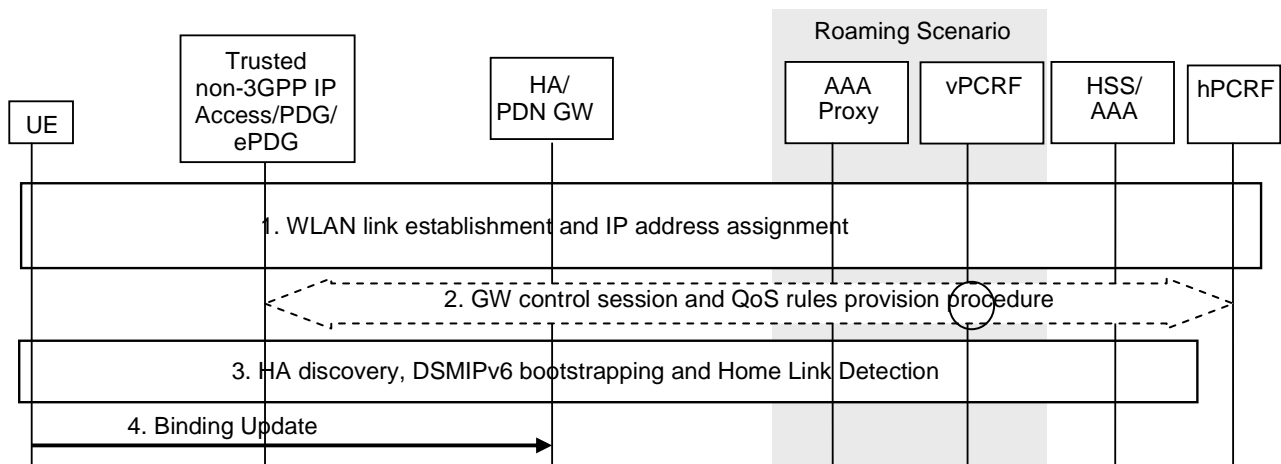 Roaming Scenario
UE
Trusted
non-3GPP IP
Access/PDG/
ePDG
HA/
PDN GW
AAA
Proxy
vPCRF
HSS/
AAA
hPCRF
1. WLAN link establishment and IP address assignment
2. GW control session and QoS rules provision procedure
3. HA discovery, DSMIPv6 bootstrapping and Home Link Detection
4. Binding Update